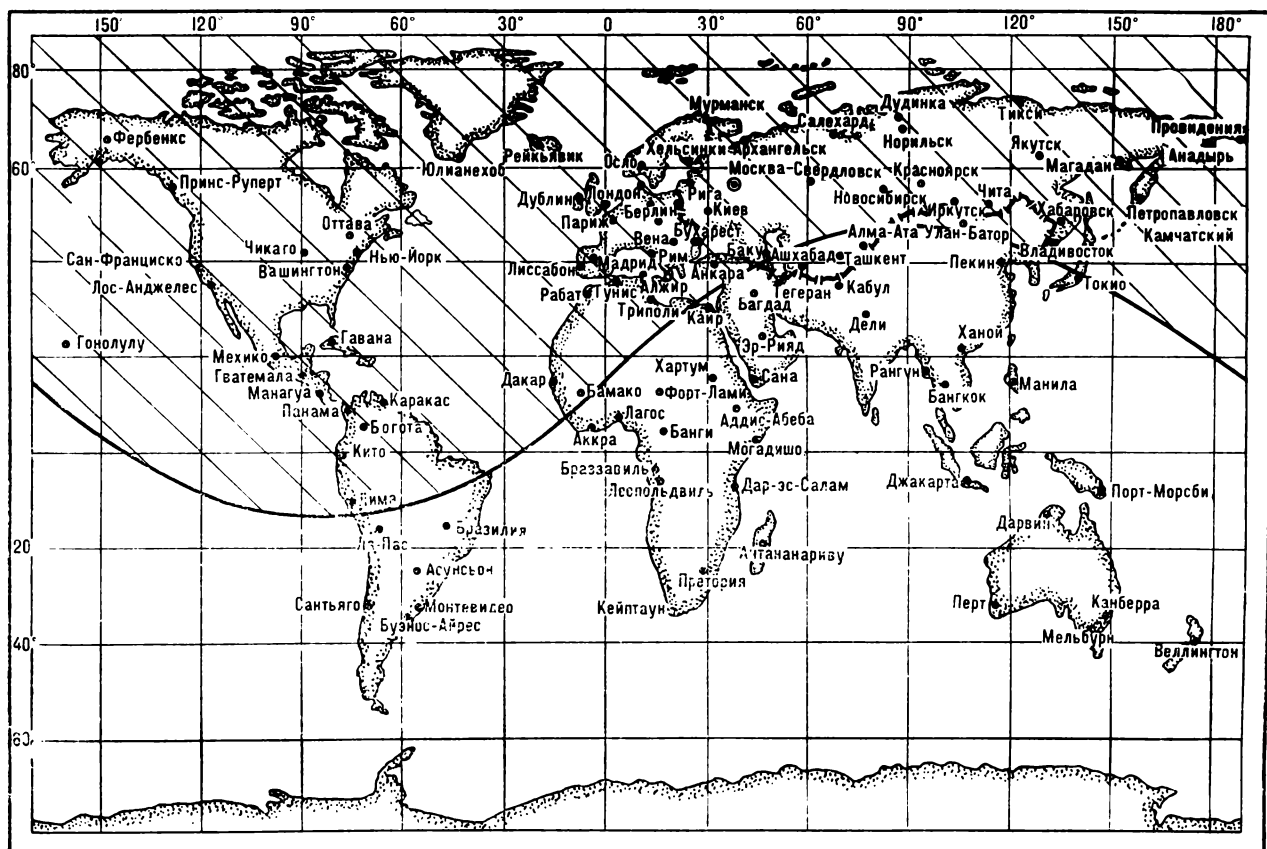 150° 120° 90° 60° 30° 0° 30° 60° 90° 120° 150° 180°
80°
Мурманск
Дудинка
Салехард
Тикси
Фербенкс
Норильск
Провидения
Рейкьявик
Хельсинки
Архангельск
Якутск
Анадырь
60°
Юлианехоб
Осло
Магадан
Принс-Руперт
Москва
Свердловск
Красноярск
Дублин
Лондон
Рига
Новосибирск
Чита
Петропавловск
Камчатский
Париж
Берлин
Киев
Иркутск
Хабаровск
Оттава
Вена
Бухарест
Алма-Ата
Улан-Батор
Чикаго
Нью-Йорк
Рим
Баку
Ашхабад
Ташкент
Владивосток
Сан-Франциско
Вашингтон
Лиссабон
Мадрид
Анкара
Пекин
Лос-Анджелес
Алжир
Тегеран
Кабул
Токио
Рабат
Тунис
Багдад
Триполи
Каир
Дели
Гонолулу
Гавана
Эр-Рияд
Ханой
Мехико
Хартум
Рангун
Гватемала
Дакар
Сана
Манила
Манагуа
Бамако
Форт-Лами
Бангкок
Панама
Каракас
Лагос
Аддис-Абеба
Богота
Аккра
Банги
Могадишо
Кито
Браззавиль
Леопольдвиль
Дар-эс-Салам
Джакарта
Порт-Морсби
Лима
Дарвин
Ла-Пас
Бразилия
20°
Антананариву
Асунсьон
Претория
Сантьяго
Монтевидео
Кейптаун
Перт
Канберра
Буэнос-Айрес
40°
Мельбурн
Веллингтон
60°